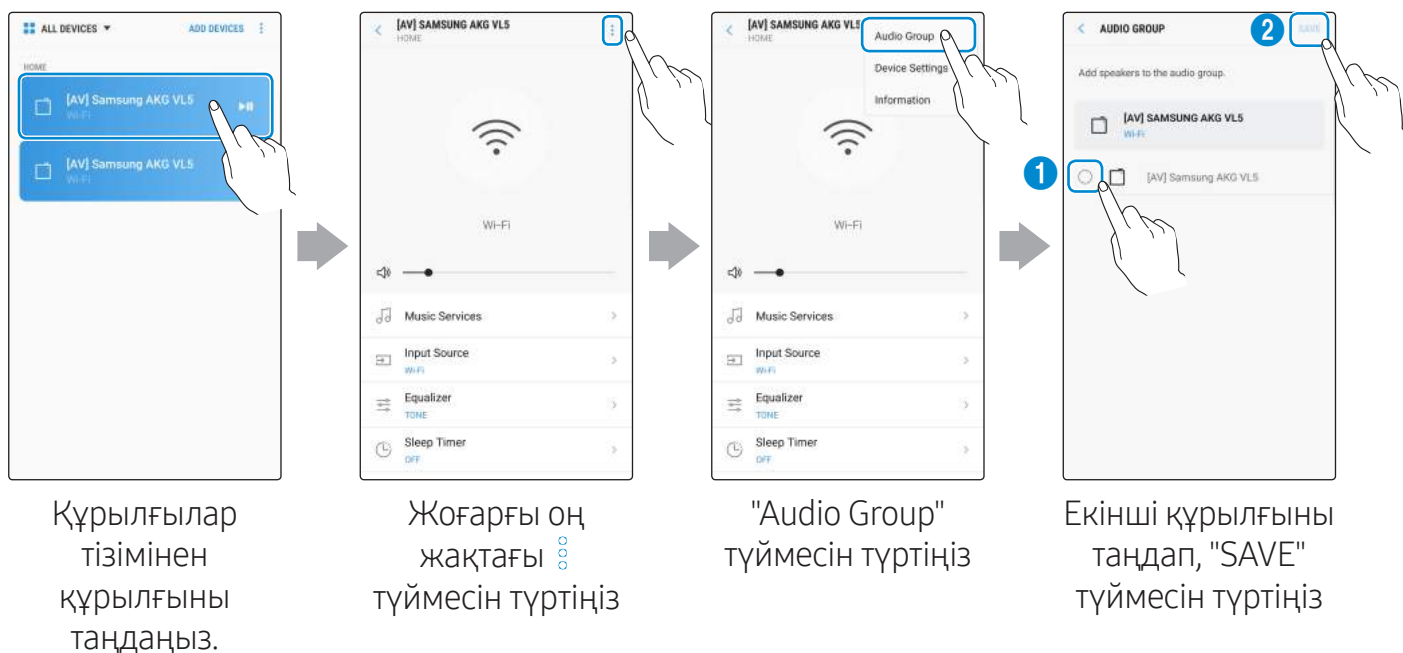 ALL DEVICES
ADD DEVICES
HOME
[AV] Samsung AKG VL5
Wi-Fi
[AV] Samsung AKG VL5
Wi-Fi
Құрылғылар
тізімінен
құрылғыны
таңдаңыз.
[AV] SAMSUNG AKG VL5
HOME
Wi-Fi
Music Services
Input Source
Wi-Fi
Equalizer
TONE
Sleep Timer
OFF
Жоғарғы оң
жақтағы
түймесін түртіңіз
[AV] SAMSUNG AKG VL5
HOME
Audio Group
Device Settings
Information
Wi-Fi
Music Services
Input Source
Wi-Fi
Equalizer
TONE
Sleep Timer
OFF
"Audio Group"
түймесін түртіңіз
AUDIO GROUP
2
SAVE
Add speakers to the audio group.
[AV] SAMSUNG AKG VL5
Wi-Fi
1
[AV] Samsung AKG VL5
Екінші құрылғыны
таңдап, "SAVE"
түймесін түртіңіз